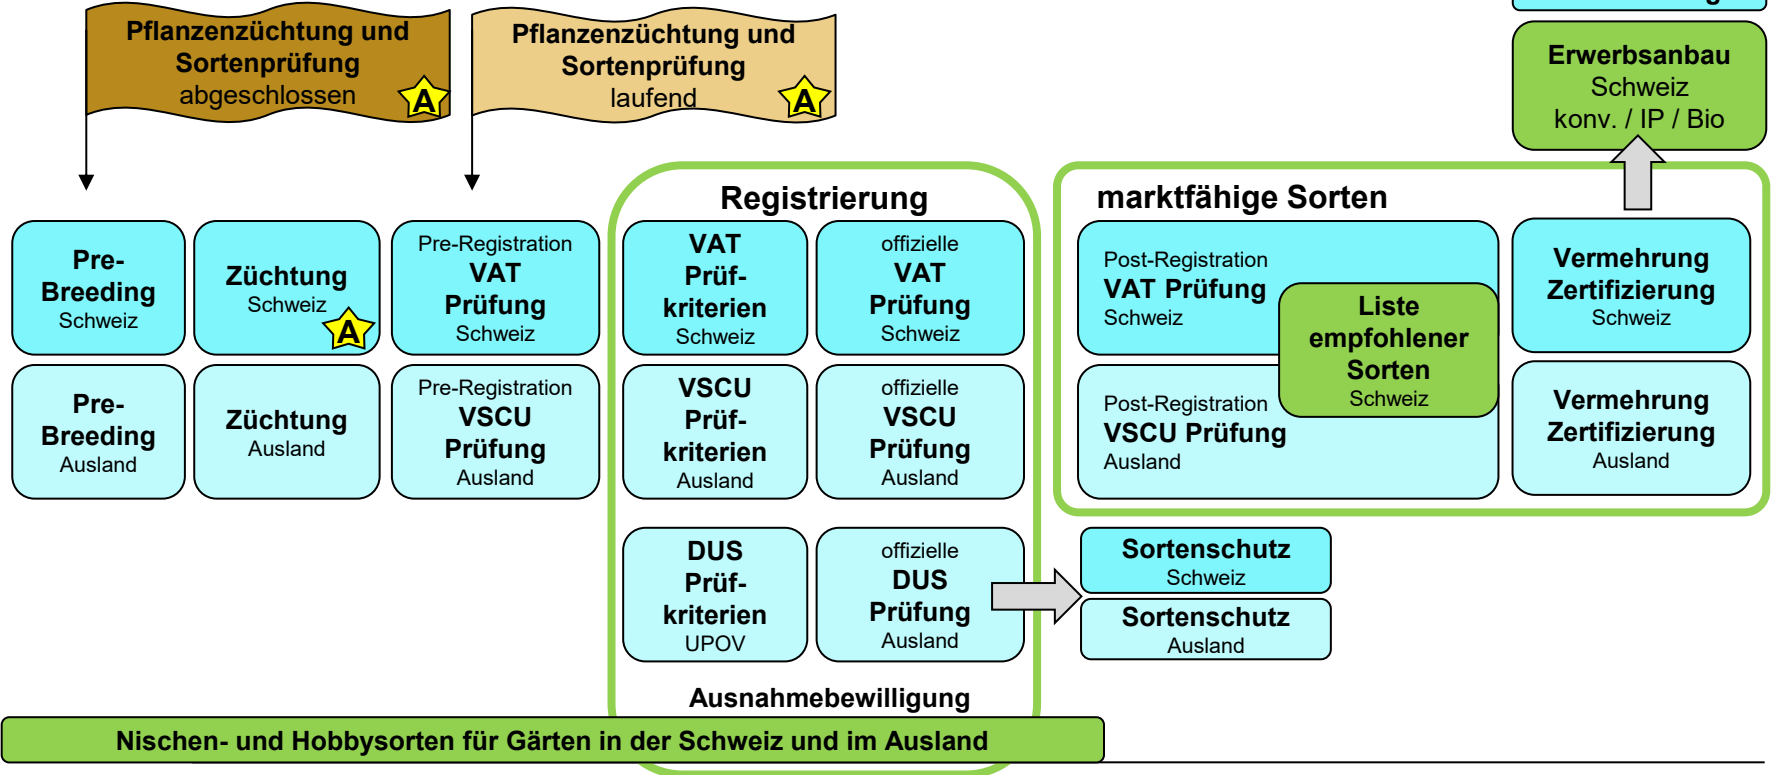 Pflanzenzüchtung und
Sortenprüfung
abgeschlossen
A
Pflanzenzüchtung und
Sortenprüfung
laufend
A
Erwerbsanbau
Schweiz
konv. / IP / Bio
Registrierung
marktfähige Sorten
Pre-
Breeding
Schweiz
Züchtung
Schweiz
A
Pre-Registration
VAT
Prüfung
Schweiz
VAT
Prüf-
kriterien
Schweiz
offizielle
VAT
Prüfung
Schweiz
Post-Registration
VAT Prüfung
Schweiz
Liste
empfohlener
Sorten
Schweiz
Vermehrung
Zertifizierung
Schweiz
Pre-
Breeding
Ausland
Züchtung
Ausland
Pre-Registration
VSCU
Prüfung
Ausland
VSCU
Prüf-
kriterien
Ausland
offizielle
VSCU
Prüfung
Ausland
Post-Registration
VSCU Prüfung
Ausland
Vermehrung
Zertifizierung
Ausland
DUS
Prüf-
kriterien
UPOV
offizielle
DUS
Prüfung
Ausland
Sortenschutz
Schweiz
Sortenschutz
Ausland
Ausnahmebewilligung
Nischen- und Hobbysorten für Gärten in der Schweiz und im Ausland